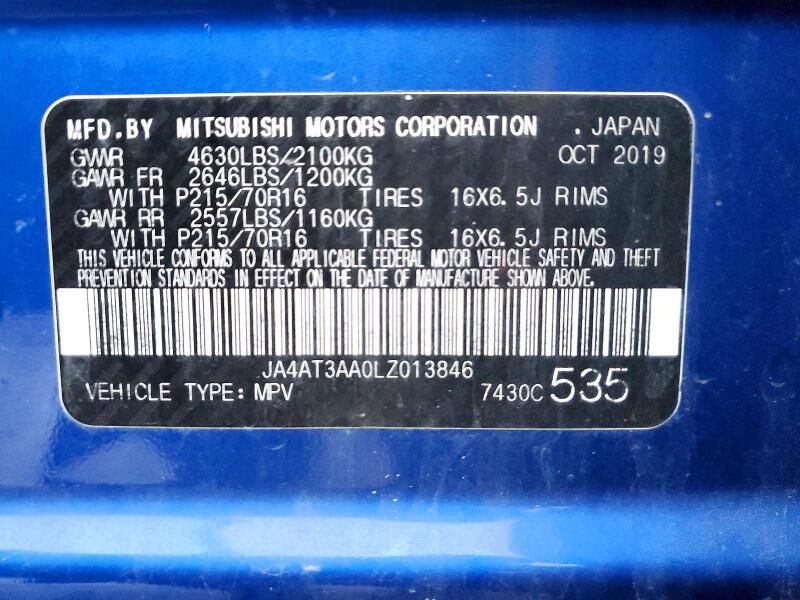 MFD.BY MITSUBISHI MOTORS CORPORATION . JAPAN
GVWR 4630LBS/2100KG OCT 2019
GAWR FR 2646LBS/1200KG
WITH P215/70R16 TIRES 16X6.5J RIMS
GAWR RR 2557LBS/1160KG
WITH P215/70R16 TIRES 16X6.5J RIMS
THIS VEHICLE CONFORMS TO ALL APPLICABLE FEDERAL MOTOR VEHICLE SAFETY AND THEFT
PREVENTION STANDARDS IN EFFECT ON THE DATE OF MANUFACTURE SHOWN ABOVE.
JA4AT3AA0LZ013846
VEHICLE TYPE: MPV 7430C 535